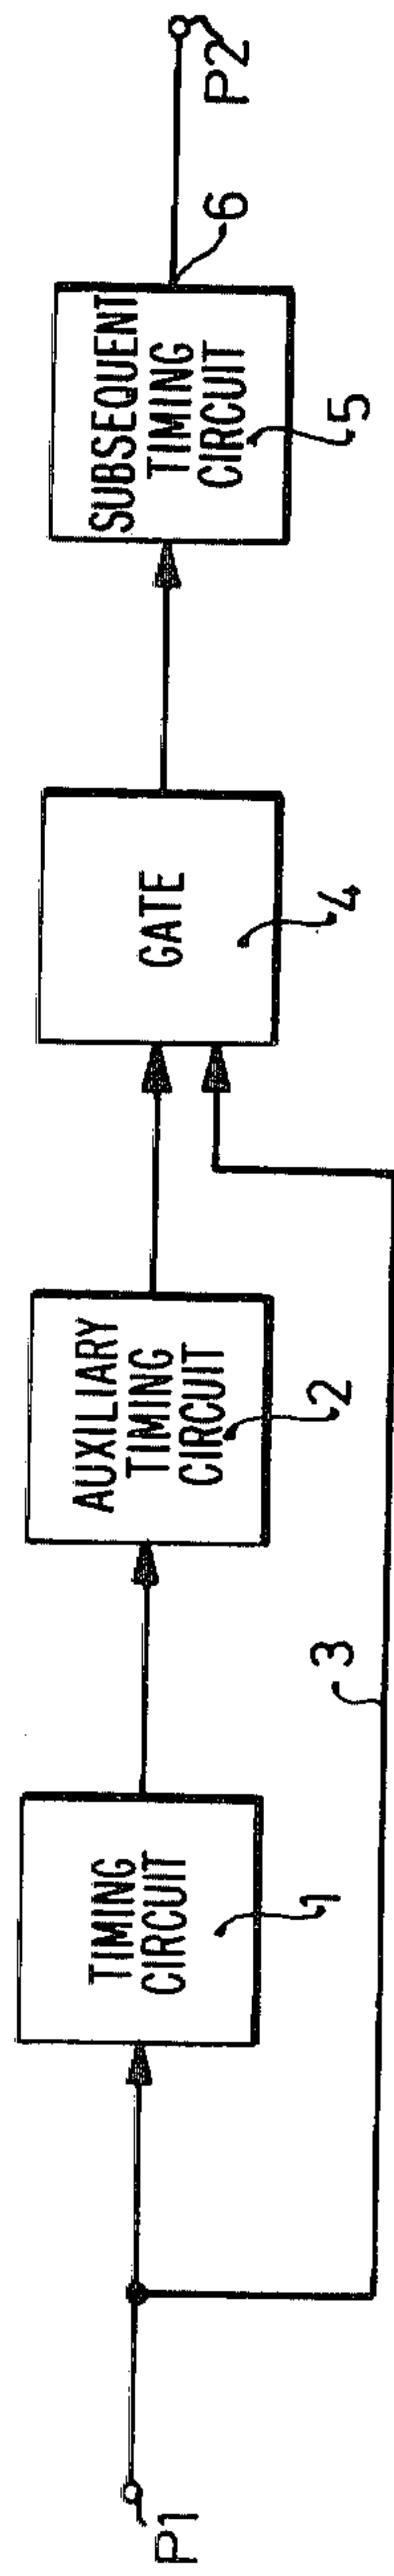 P1
TIMING
CIRCUIT
1
3
AUXILIARY
TIMING
CIRCUIT
2
GATE
4
SUBSEQUENT
TIMING
CIRCUIT
5
6
P2